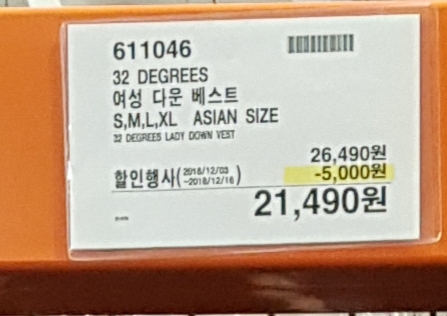 611046
32 DEGREES
여성 다운 베스트
S,M,L,XL ASIAN SIZE
32 DEGREES LADY DOWN VEST
26,490원
할인행사(2018/12/03 ~2018/12/16) -5,000원
21,490원